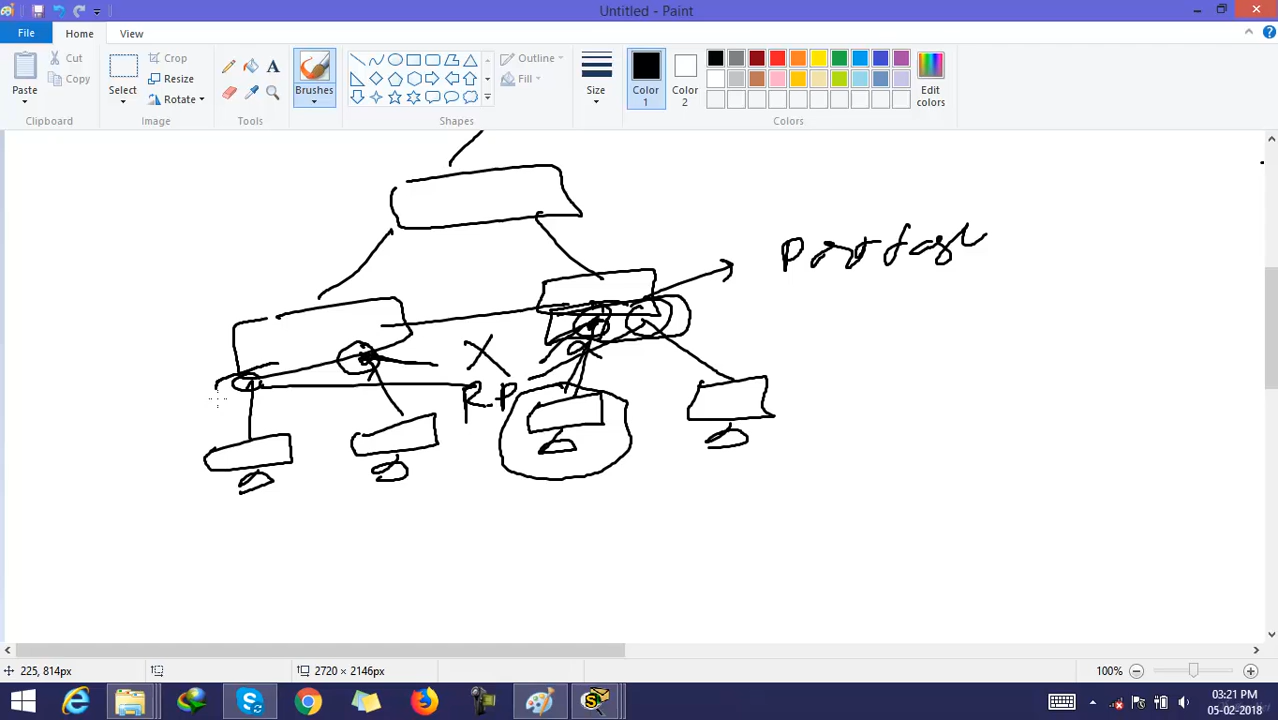 Untitled - Paint
File
Home
View
Paste
Cut
Copy
Clipboard
Select
Crop
Resize
Rotate
Image
Tools
Brushes
Shapes
Outline
Fill
Size
Color 1
Color 2
Edit colors
Colors
Portfast
X
RP
225, 814px
2720 × 2146px
100%
03:21 PM
05-02-2018